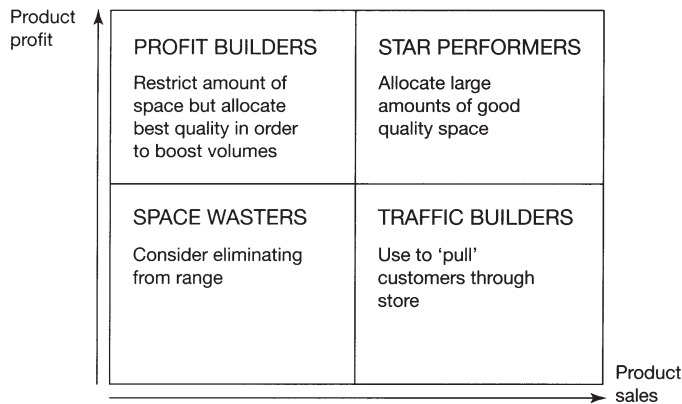 Product
profit
PROFIT BUILDERS
Restrict amount of
space but allocate
best quality in order
to boost volumes
STAR PERFORMERS
Allocate large
amounts of good
quality space
SPACE WASTERS
Consider eliminating
from range
TRAFFIC BUILDERS
Use to ‘pull’
customers through
store
Product
sales